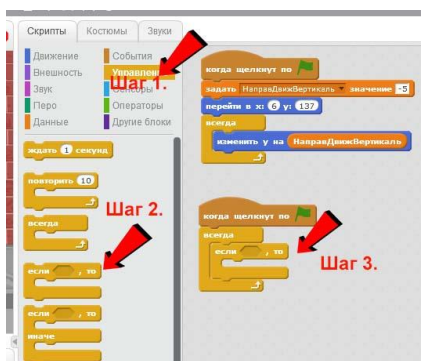 Скрипты Костюмы Звуки
Движение События
Внешность Управление
Звук Сенсоры
Перо Операторы
Данные Другие блоки
Шаг 1.
ждать 1 секунд
повторить 10
всегда
Шаг 2.
если , то
если , то
иначе
когда щелкнут по
задать НаправДвижВертикаль значение -5
перейти в x: 6 y: 137
всегда
изменить y на НаправДвижВертикаль
когда щелкнут по
всегда
если , то
Шаг 3.